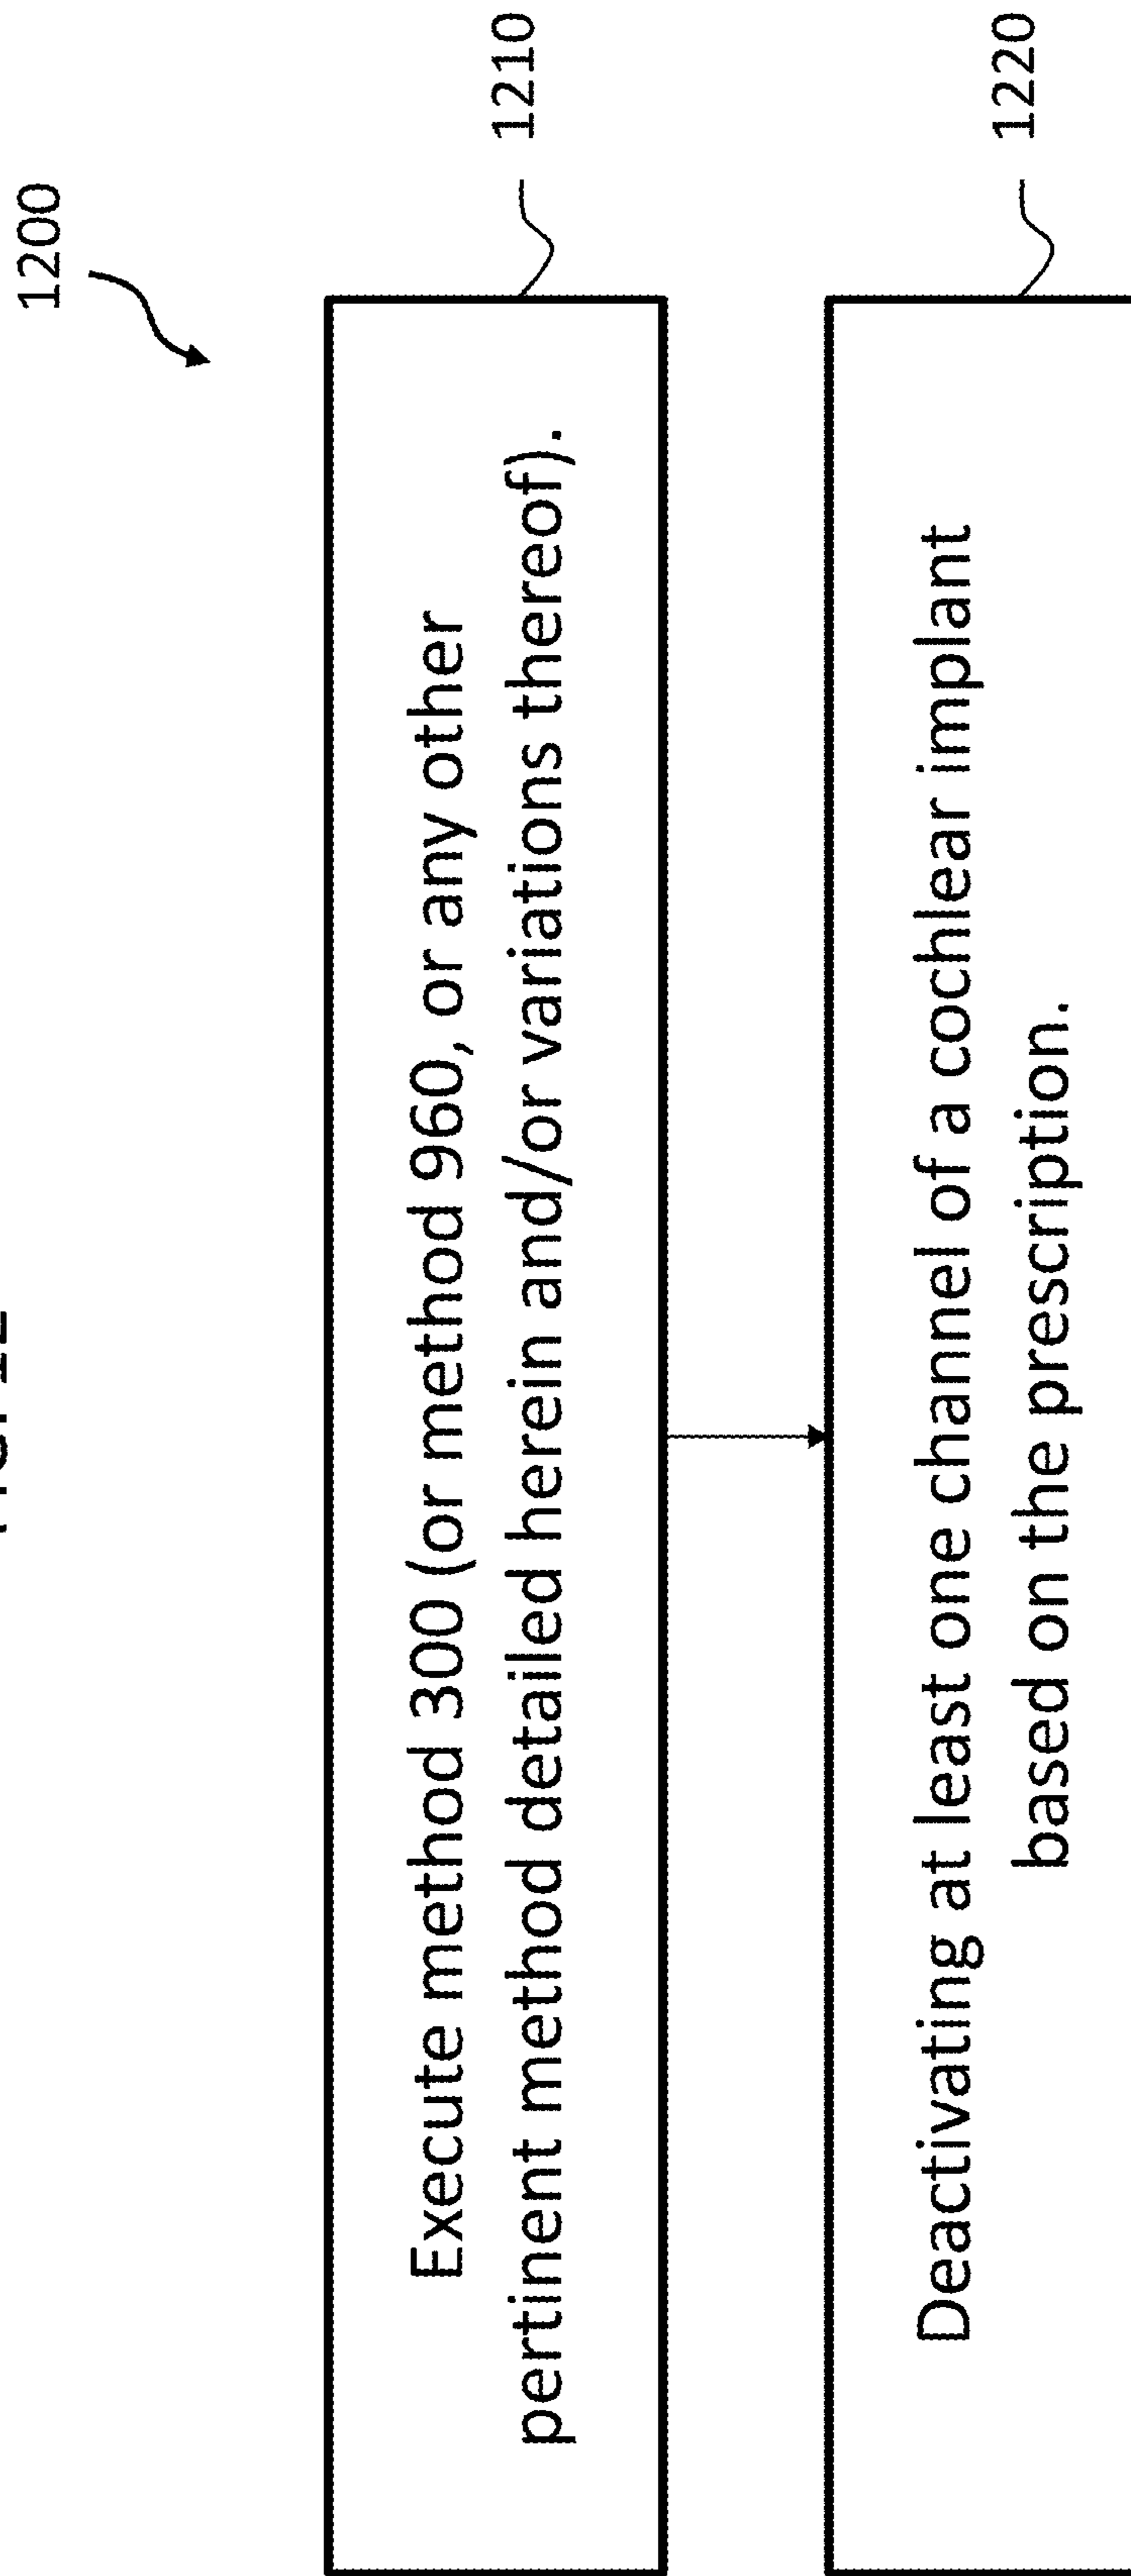 1200
Execute method 300 (or method 960, or any other
pertinent method detailed herein and/or variations thereof).
1210
Deactivating at least one channel of a cochlear implant
based on the prescription.
1220